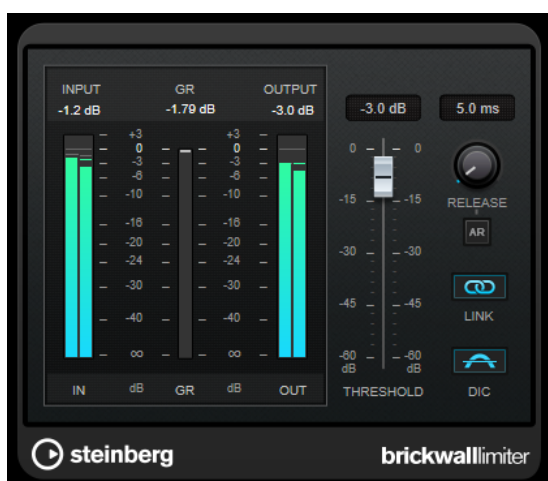 INPUT GR OUTPUT
-1.2 dB -1.79 dB -3.0 dB -3.0 dB 5.0 ms
+3 +3
0 0 0 0
-3 -3
-6 -6
-10 -10
-15 -15 RELEASE
-16 -16
AR
-20 -20
-24 -24 -30 -30
-30 -30
-45 -45 LINK
-40 -40
∞ ∞ -60 -60
dB dB
IN dB GR dB OUT THRESHOLD DIC
steinberg brickwalllimiter